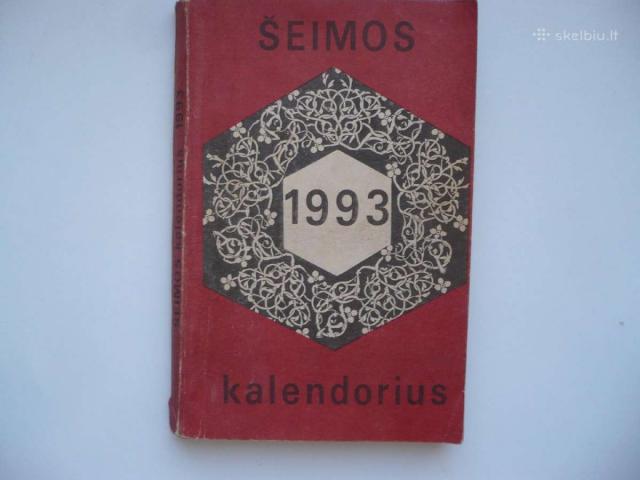 ŠEIMOS
1993
kalendorius
ŠEIMOS kalendorius 1993
skelbiu.lt